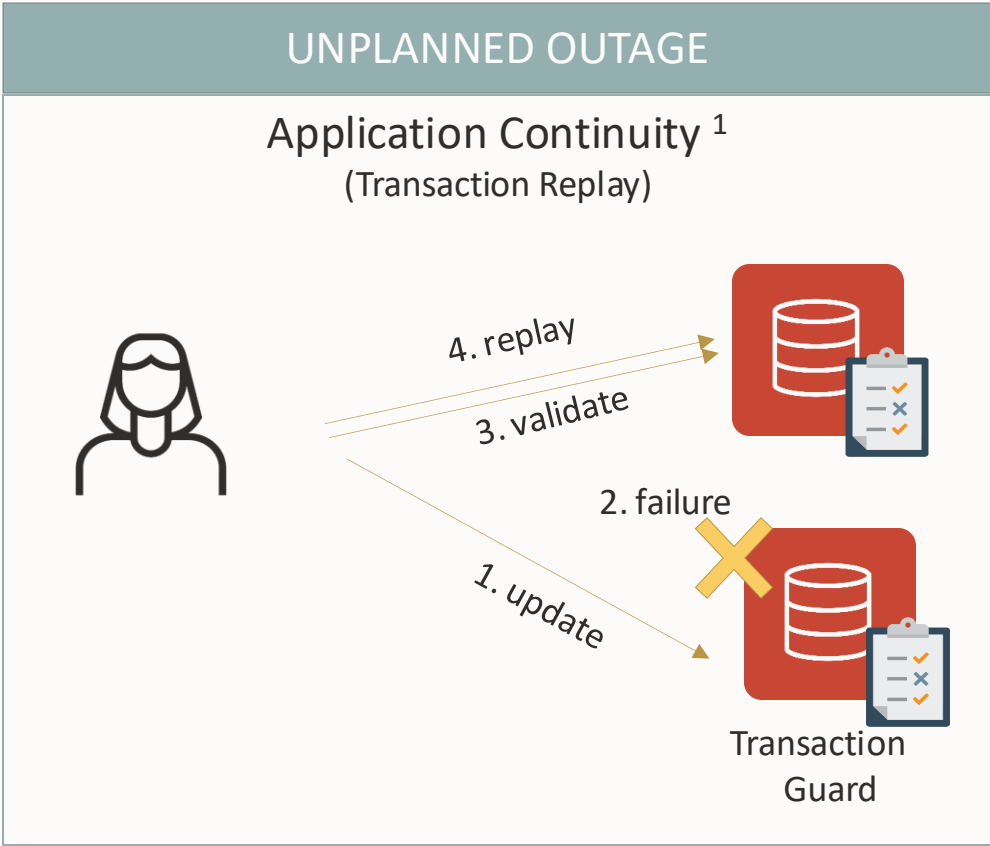 UNPLANNED OUTAGE
Application Continuity 1
(Transaction Replay)
4. replay
3. validate
2. failure
1. update
Transaction
Guard